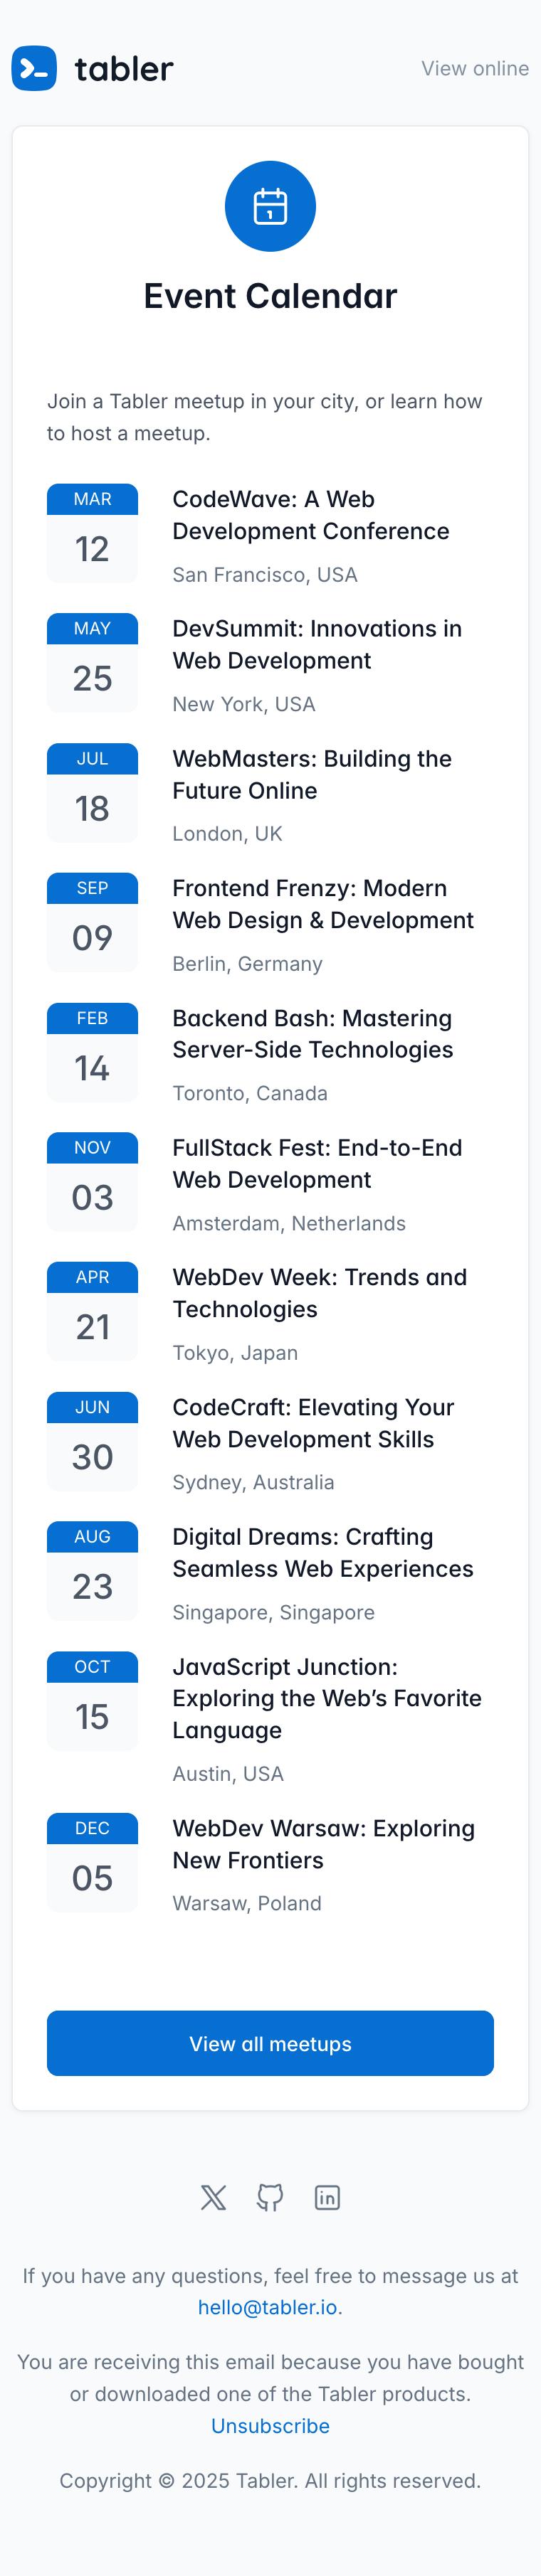 tabler
View online
Event Calendar
Join a Tabler meetup in your city, or learn how
to host a meetup.
MAR
12
CodeWave: A Web
Development Conference
San Francisco, USA
MAY
25
DevSummit: Innovations in
Web Development
New York, USA
JUL
18
WebMasters: Building the
Future Online
London, UK
SEP
09
Frontend Frenzy: Modern
Web Design & Development
Berlin, Germany
FEB
14
Backend Bash: Mastering
Server-Side Technologies
Toronto, Canada
NOV
03
FullStack Fest: End-to-End
Web Development
Amsterdam, Netherlands
APR
21
WebDev Week: Trends and
Technologies
Tokyo, Japan
JUN
30
CodeCraft: Elevating Your
Web Development Skills
Sydney, Australia
AUG
23
Digital Dreams: Crafting
Seamless Web Experiences
Singapore, Singapore
OCT
15
JavaScript Junction:
Exploring the Web’s Favorite
Language
Austin, USA
DEC
05
WebDev Warsaw: Exploring
New Frontiers
Warsaw, Poland
View all meetups
If you have any questions, feel free to message us at
hello@tabler.io.
You are receiving this email because you have bought
or downloaded one of the Tabler products.
Unsubscribe
Copyright © 2025 Tabler. All rights reserved.